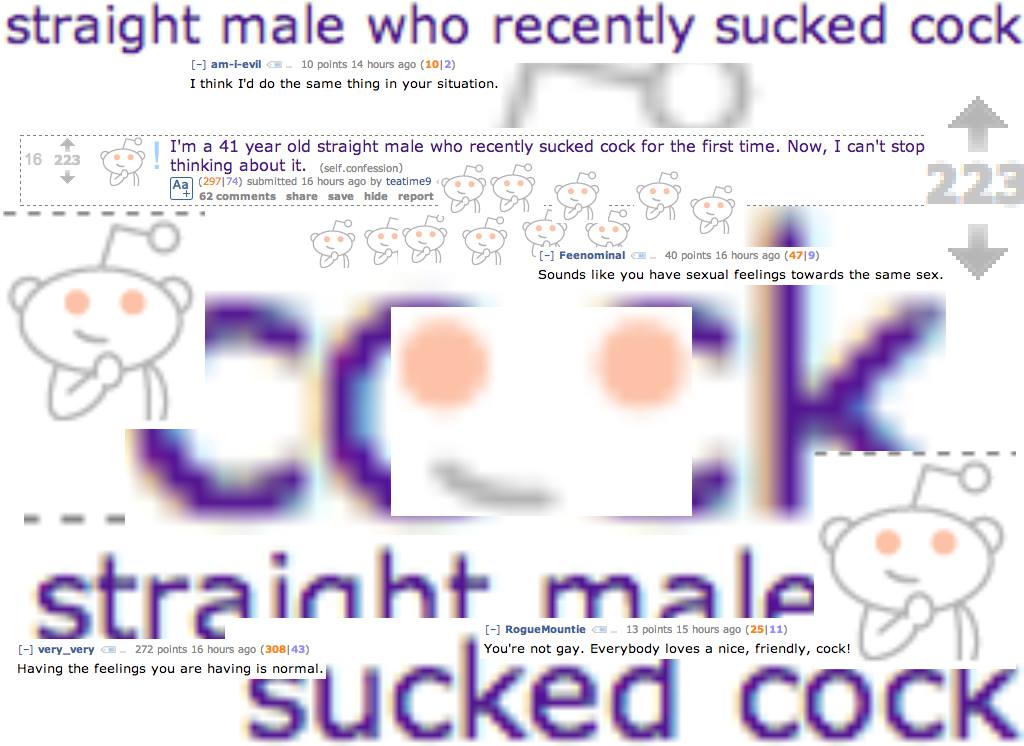 straight male who recently sucked cock
[–] am-i-evil 10 points 14 hours ago (10|2)
I think I'd do the same thing in your situation.
16 223 ! I'm a 41 year old straight male who recently sucked cock for the first time. Now, I can't stop
thinking about it. (self.confession)
Aa+ (297|74) submitted 16 hours ago by teatime9
62 comments share save hide report
223
[–] Feenominal 40 points 16 hours ago (47|9)
Sounds like you have sexual feelings towards the same sex.
cock
straight male
[–] very_very 272 points 16 hours ago (308|43)
Having the feelings you are having is normal.
[–] RogueMountie 13 points 15 hours ago (25|11)
You're not gay. Everybody loves a nice, friendly, cock!
sucked cock